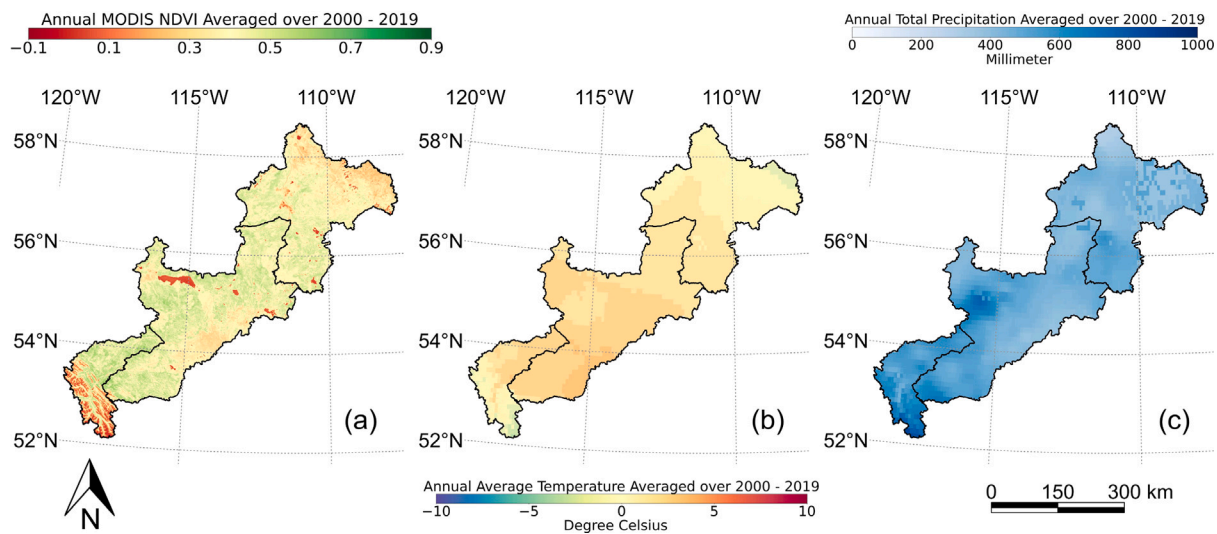 Annual MODIS NDVI Averaged over 2000 - 2019
−0.1 0.1 0.3 0.5 0.7 0.9
Annual Total Precipitation Averaged over 2000 - 2019
0 200 400 600 800 1000
Millimeter
120°W 115°W 110°W 120°W 115°W 110°W 120°W 115°W 110°W
58°N 58°N 58°N
56°N 56°N 56°N
54°N 54°N 54°N
52°N 52°N 52°N
(a) (b) (c)
N
Annual Average Temperature Averaged over 2000 - 2019
−10 −5 0 5 10
Degree Celsius
0 150 300 km